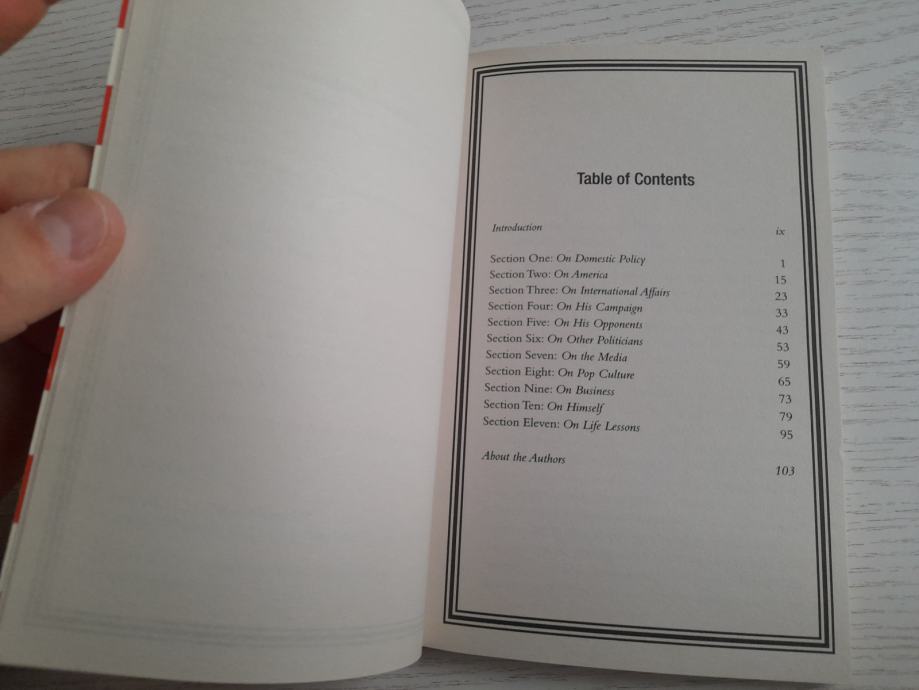 Table of Contents
Introduction ix
Section One: On Domestic Policy 1
Section Two: On America 15
Section Three: On International Affairs 23
Section Four: On His Campaign 33
Section Five: On His Opponents 43
Section Six: On Other Politicians 53
Section Seven: On the Media 59
Section Eight: On Pop Culture 65
Section Nine: On Business 73
Section Ten: On Himself 79
Section Eleven: On Life Lessons 95
About the Authors 103